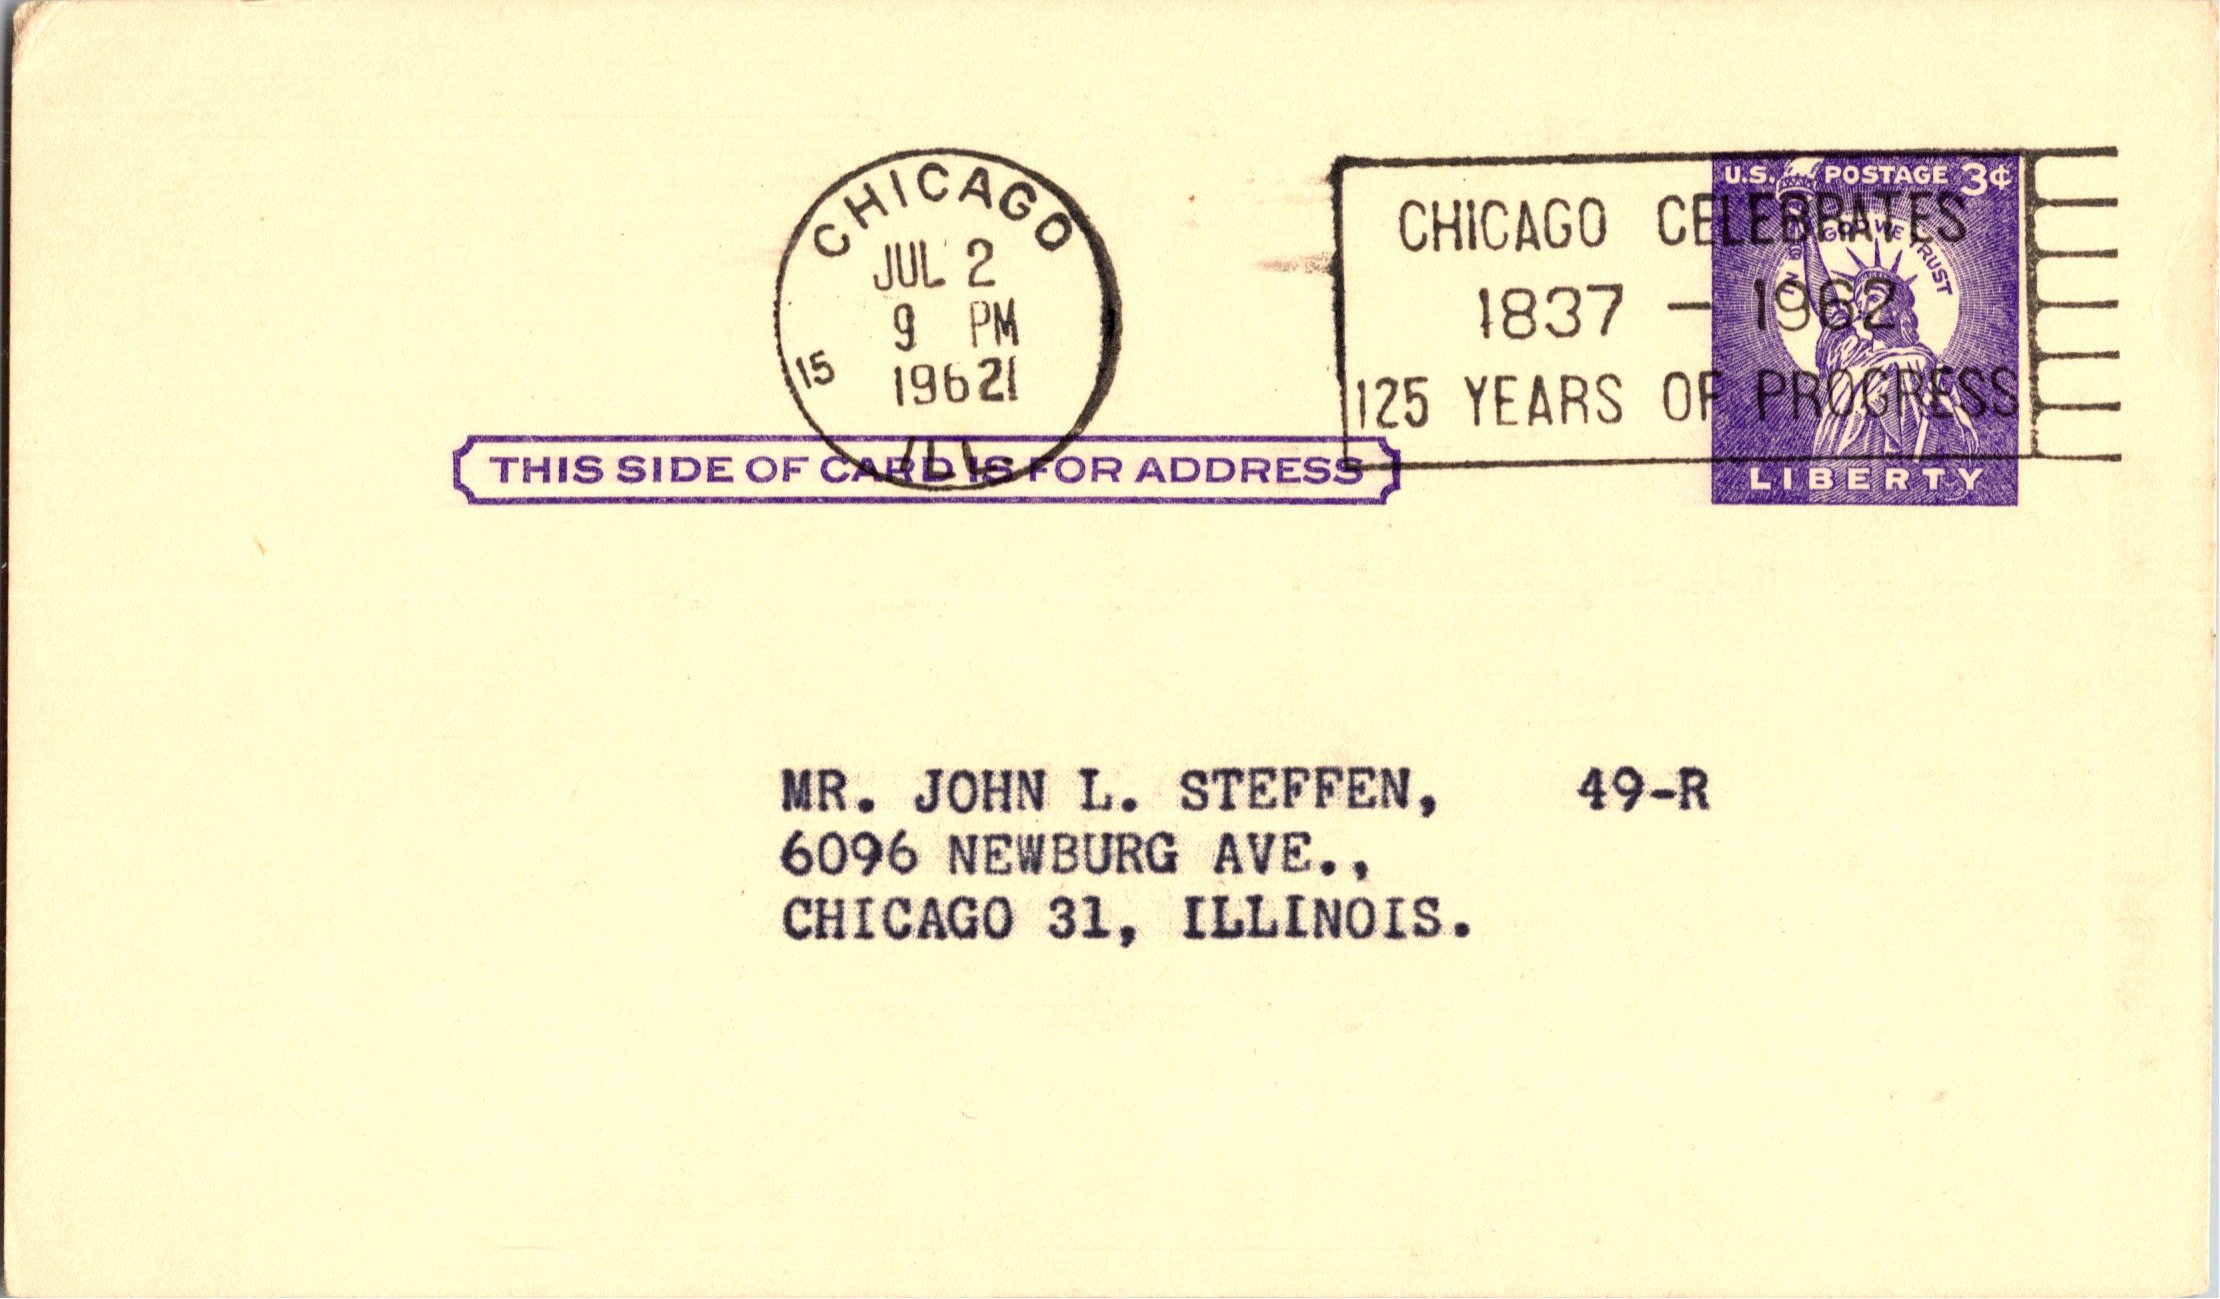 CHICAGO
JUL 2
9 PM
1962
15
21
ILL
CHICAGO CELEBRATES
1837 - 1962
125 YEARS OF PROGRESS
U.S. POSTAGE 3¢
IN GOD WE TRUST
LIBERTY
THIS SIDE OF CARD IS FOR ADDRESS
MR. JOHN L. STEFFEN, 49-R
6096 NEWBURG AVE.,
CHICAGO 31, ILLINOIS.